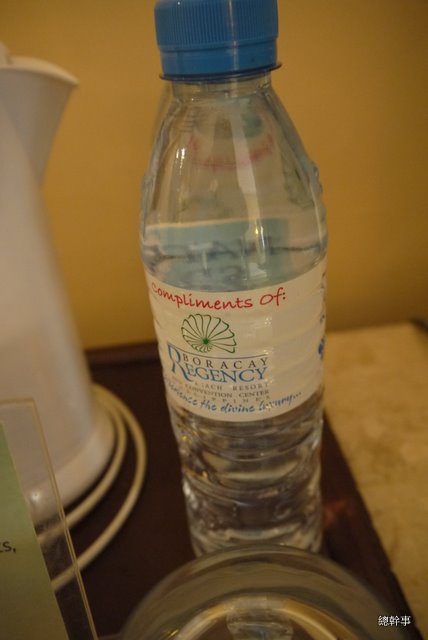 Compliments Of:
BORACAY
REGENCY
BEACH RESORT
CONVENTION CENTER
Experience the divine luxury...
s,
總幹事